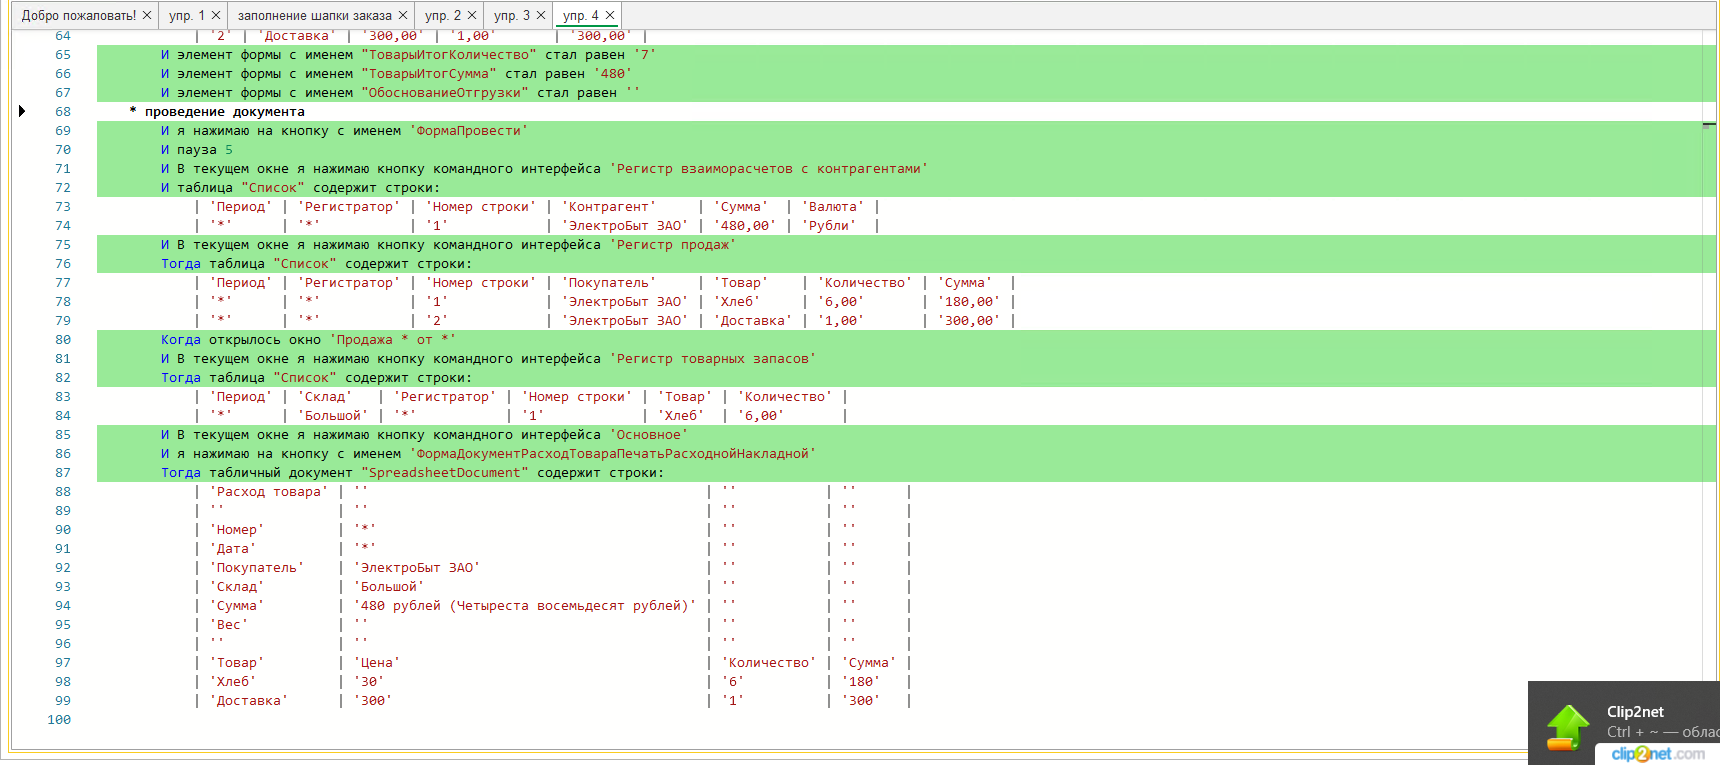 Добро пожаловать! × упр. 1 × заполнение шапки заказа × упр. 2 × упр. 3 × упр. 4 ×
64 | '2' | 'Доставка' | '300,00' | '1,00' | '300,00' |
65 И элемент формы с именем "ТоварыИтогКоличество" стал равен '7'
66 И элемент формы с именем "ТоварыИтогСумма" стал равен '480'
67 И элемент формы с именем "ОбоснованиеОтгрузки" стал равен ''
68 * проведение документа
69 И я нажимаю на кнопку с именем 'ФормаПровести'
70 И пауза 5
71 И В текущем окне я нажимаю кнопку командного интерфейса 'Регистр взаиморасчетов с контрагентами'
72 И таблица "Список" содержит строки:
73 | 'Период' | 'Регистратор' | 'Номер строки' | 'Контрагент' | 'Сумма' | 'Валюта' |
74 | '*' | '*' | '1' | 'ЭлектроБыт ЗАО' | '480,00' | 'Рубли' |
75 И В текущем окне я нажимаю кнопку командного интерфейса 'Регистр продаж'
76 Тогда таблица "Список" содержит строки:
77 | 'Период' | 'Регистратор' | 'Номер строки' | 'Покупатель' | 'Товар' | 'Количество' | 'Сумма' |
78 | '*' | '*' | '1' | 'ЭлектроБыт ЗАО' | 'Хлеб' | '6,00' | '180,00' |
79 | '*' | '*' | '2' | 'ЭлектроБыт ЗАО' | 'Доставка' | '1,00' | '300,00' |
80 Когда открылось окно 'Продажа * от *'
81 И В текущем окне я нажимаю кнопку командного интерфейса 'Регистр товарных запасов'
82 Тогда таблица "Список" содержит строки:
83 | 'Период' | 'Склад' | 'Регистратор' | 'Номер строки' | 'Товар' | 'Количество' |
84 | '*' | 'Большой' | '*' | '1' | 'Хлеб' | '6,00' |
85 И В текущем окне я нажимаю кнопку командного интерфейса 'Основное'
86 И я нажимаю на кнопку с именем 'ФормаДокументРасходТовараПечатьРасходнойНакладной'
87 Тогда табличный документ "SpreadsheetDocument" содержит строки:
88 | 'Расход товара' | '' | '' | '' |
89 | '' | '' | '' | '' |
90 | 'Номер' | '*' | '' | '' |
91 | 'Дата' | '*' | '' | '' |
92 | 'Покупатель' | 'ЭлектроБыт ЗАО' | '' | '' |
93 | 'Склад' | 'Большой' | '' | '' |
94 | 'Сумма' | '480 рублей (Четыреста восемьдесят рублей)' | '' | '' |
95 | 'Вес' | '' | '' | '' |
96 | '' | '' | '' | '' |
97 | 'Товар' | 'Цена' | 'Количество' | 'Сумма' |
98 | 'Хлеб' | '30' | '6' | '180' |
99 | 'Доставка' | '300' | '1' | '300' |
100
Clip2net
Ctrl + ~ — облас
clip2net.com